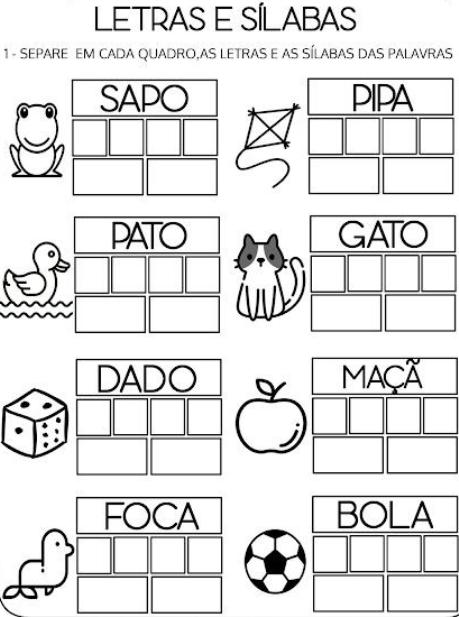 LETRAS E SÍLABAS
1- SEPARE EM CADA QUADRO,AS LETRAS E AS SÍLABAS DAS PALAVRAS
SAPO
PIPA
PATO
GATO
DADO
MAÇÃ
FOCA
BOLA